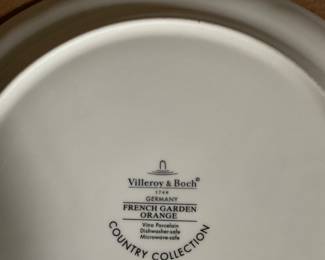 Villeroy & Boch®
1748
GERMANY
FRENCH GARDEN
ORANGE
Vitro Porcelain
Dishwasher-safe
Microwave-safe
COUNTRY COLLECTION